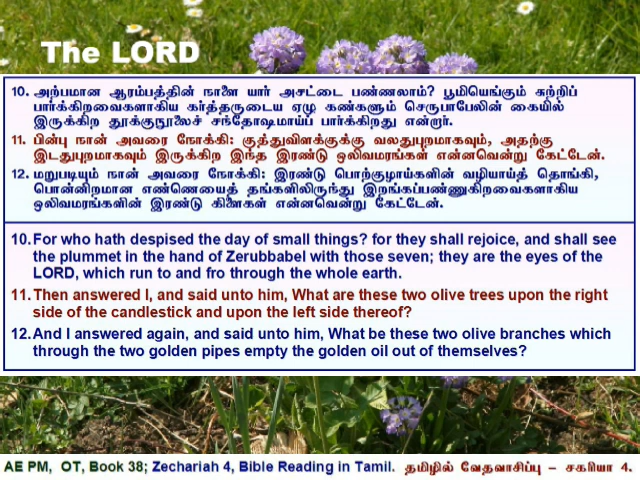 The LORD
10. அற்பமான ஆரம்பத்தின் நாளை யார் அசட்டை பண்ணலாம்? பூமியெங்கும் சுற்றிப்
பார்க்கிறவைகளாகிய கர்த்தருடைய ஏழு கண்களும் செருபாபேலின் கையில்
இருக்கிற தூக்குநூலைச் சந்தோஷமாய்ப் பார்க்கிறது என்றார்.
11. பின்பு நான் அவரை நோக்கி: குத்துவிளக்குக்கு வலதுபுறமாகவும், அதற்கு
இடதுபுறமாகவும் இருக்கிற இந்த இரண்டு ஒலிவமரங்கள் என்னவென்று கேட்டேன்.
12. மறுபடியும் நான் அவரை நோக்கி: இரண்டு பொற்குழாய்களின் வழியாய்த் தொங்கி,
பொன்னிறமான எண்ணெயைத் தங்களிலிருந்து இறங்கப்பண்ணுகிறவைகளாகிய
ஒலிவமரங்களின் இரண்டு கிளைகள் என்னவென்று கேட்டேன்.
10. For who hath despised the day of small things? for they shall rejoice, and shall see
the plummet in the hand of Zerubbabel with those seven; they are the eyes of the
LORD, which run to and fro through the whole earth.
11. Then answered I, and said unto him, What are these two olive trees upon the right
side of the candlestick and upon the left side thereof?
12. And I answered again, and said unto him, What be these two olive branches which
through the two golden pipes empty the golden oil out of themselves?
AE PM, OT, Book 38; Zechariah 4, Bible Reading in Tamil. தமிழில் வேதவாசிப்பு – சகரியா 4.